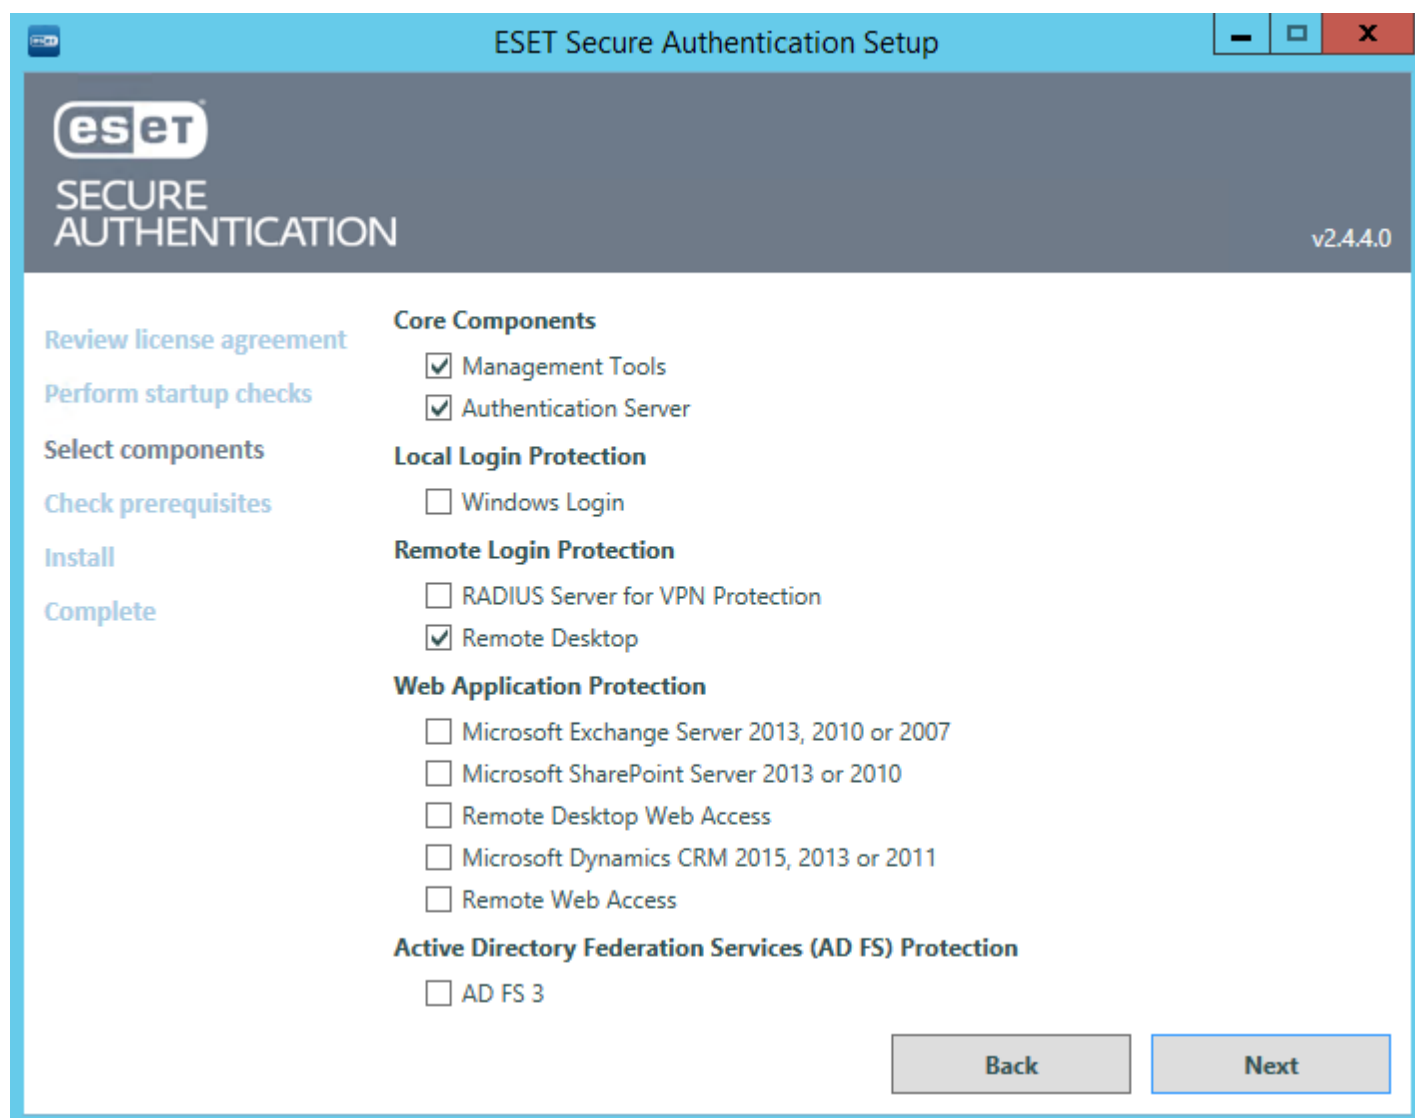 ESET Secure Authentication Setup
eset
SECURE
AUTHENTICATION
v2.4.4.0
Review license agreement
Perform startup checks
Select components
Check prerequisites
Install
Complete
Core Components
Management Tools
Authentication Server
Local Login Protection
Windows Login
Remote Login Protection
RADIUS Server for VPN Protection
Remote Desktop
Web Application Protection
Microsoft Exchange Server 2013, 2010 or 2007
Microsoft SharePoint Server 2013 or 2010
Remote Desktop Web Access
Microsoft Dynamics CRM 2015, 2013 or 2011
Remote Web Access
Active Directory Federation Services (AD FS) Protection
AD FS 3
Back
Next